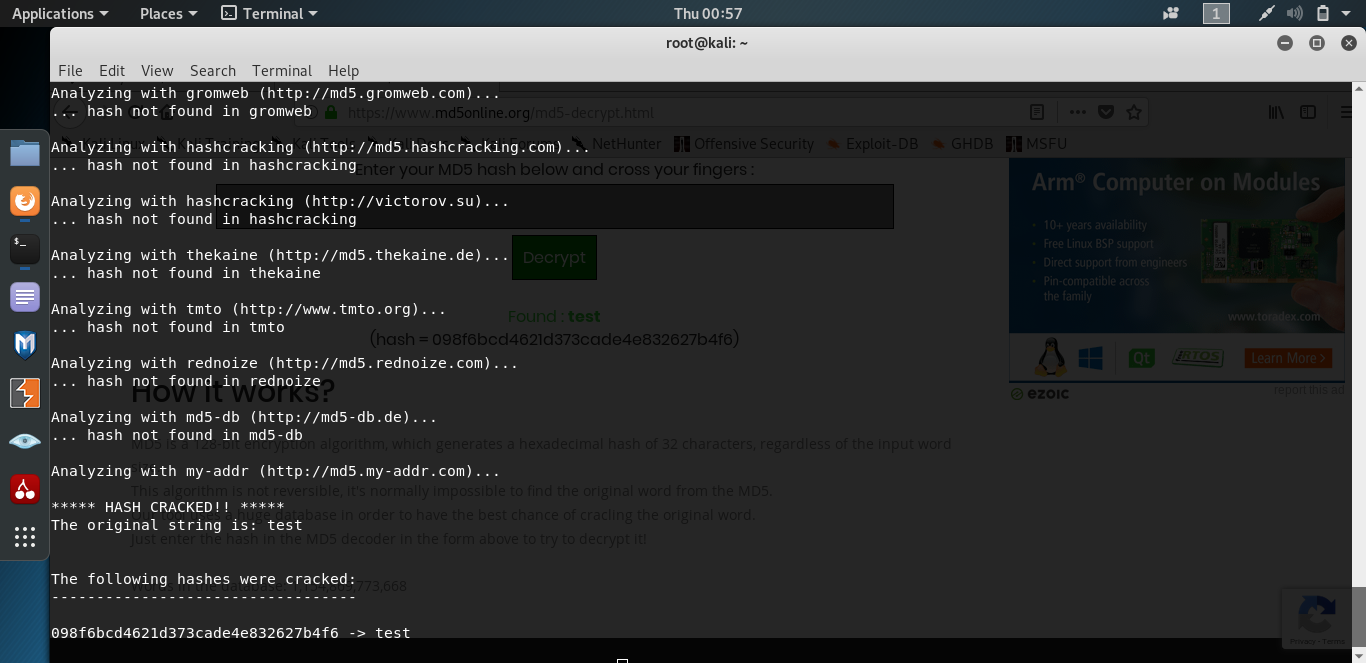 Applications Places Terminal Thu 00:57 1
root@kali: ~
File Edit View Search Terminal Help
Analyzing with gromweb (http://md5.gromweb.com)...
... hash not found in gromweb
https://www.md5online.org/md5-decrypt.html
NetHunter Offensive Security Exploit-DB GHDB MSFU
Analyzing with hashcracking (http://md5.hashcracking.com)...
... hash not found in hashcracking
Enter your MD5 hash below and cross your fingers :
Analyzing with hashcracking (http://victorov.su)...
... hash not found in hashcracking
Analyzing with thekaine (http://md5.thekaine.de)...
... hash not found in thekaine
Decrypt
Analyzing with tmto (http://www.tmto.org)...
... hash not found in tmto
Found : test
(hash = 098f6bcd4621d373cade4e832627b4f6)
Analyzing with rednoize (http://md5.rednoize.com)...
... hash not found in rednoize
How it works?
Analyzing with md5-db (http://md5-db.de)...
... hash not found in md5-db
MD5 is a 128-bit encryption algorithm, which generates a hexadecimal hash of 32 characters, regardless of the input word
Analyzing with my-addr (http://md5.my-addr.com)...
This algorithm is not reversible, it's normally impossible to find the original word from the MD5.
***** HASH CRACKED!! *****
The original string is: test
database in order to have the best chance of cracling the original word.
Just enter the hash in the MD5 decoder in the form above to try to decrypt it!
The following hashes were cracked:
----------------------------------
098f6bcd4621d373cade4e832627b4f6 -> test
Arm® Computer on Modules
· 10+ years availability
· Free Linux BSP support
· Direct support from engineers
· Pin-compatible across
the family
www.toradex.com
Qt RTOS Learn More >
ezoic report this ad
Privacy - Terms